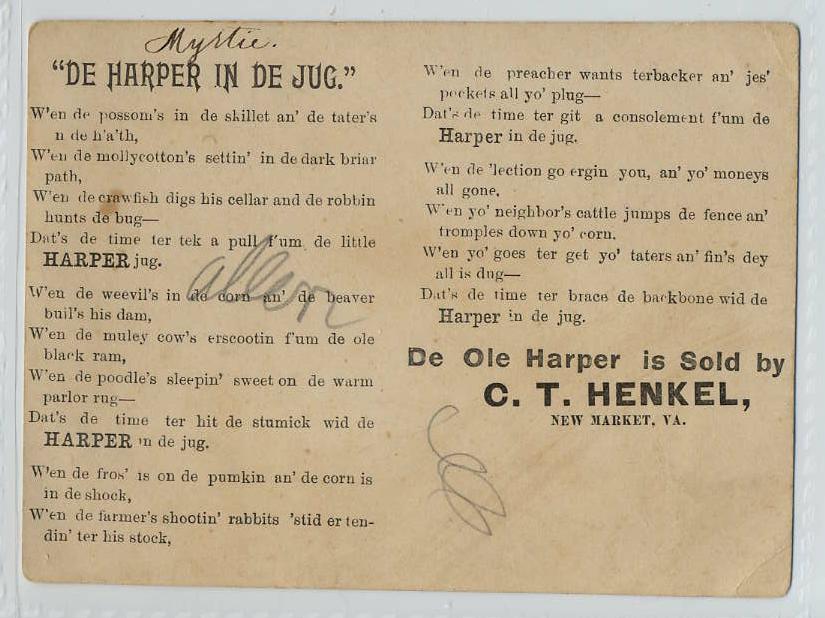 Mystic.
"DE HARPER IN DE JUG."
W'en de possom's in de skillet an' de tater's
n de h'a'th,
W'en de mollycotton's settin' in de dark briar
path,
W'en de crawfish digs his cellar and de robbin
hunts de bug—
Dat's de time ter tek a pull f'um de little
HARPER jug.
W'en de weevil's in de corn an' de beaver
buil's his dam,
W'en de muley cow's erscootin f'um de ole
black ram,
W'en de poodle's sleepin' sweet on de warm
parlor rug—
Dat's de time ter hit de stumick wid de
HARPER in de jug.
W'en de fros' is on de pumkin an' de corn is
in de shock,
W'en de farmer's shootin' rabbits 'stid er ten-
din' ter his stock,
W'en de preacher wants terbacker an' jes'
pockets all yo' plug—
Dat's de time ter git a consolement f'um de
Harper in de jug.
W'en de 'lection go ergin you, an' yo' moneys
all gone,
W'en yo' neighbor's cattle jumps de fence an'
tromples down yo' corn,
W'en yo' goes ter get yo' taters an' fin's dey
all is dug—
Dat's de time ter brace de backbone wid de
Harper in de jug.
De Ole Harper is Sold by
C. T. HENKEL,
NEW MARKET, VA.